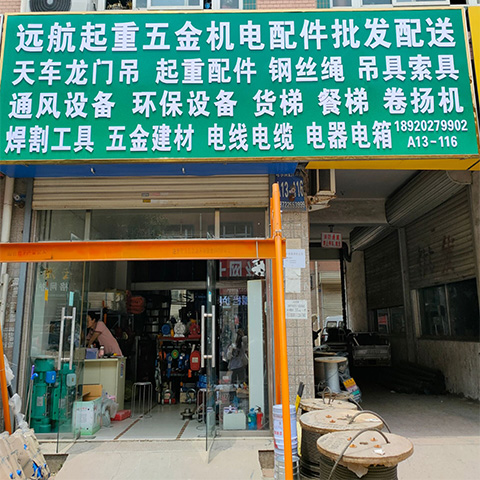 远航起重五金机电配件批发配送
天车龙门吊 起重配件 钢丝绳 吊具索具
通风设备 环保设备 货梯 餐梯 卷扬机
焊割工具 五金建材 电线电缆 电器电箱
18920279902
A13-116
A13-116